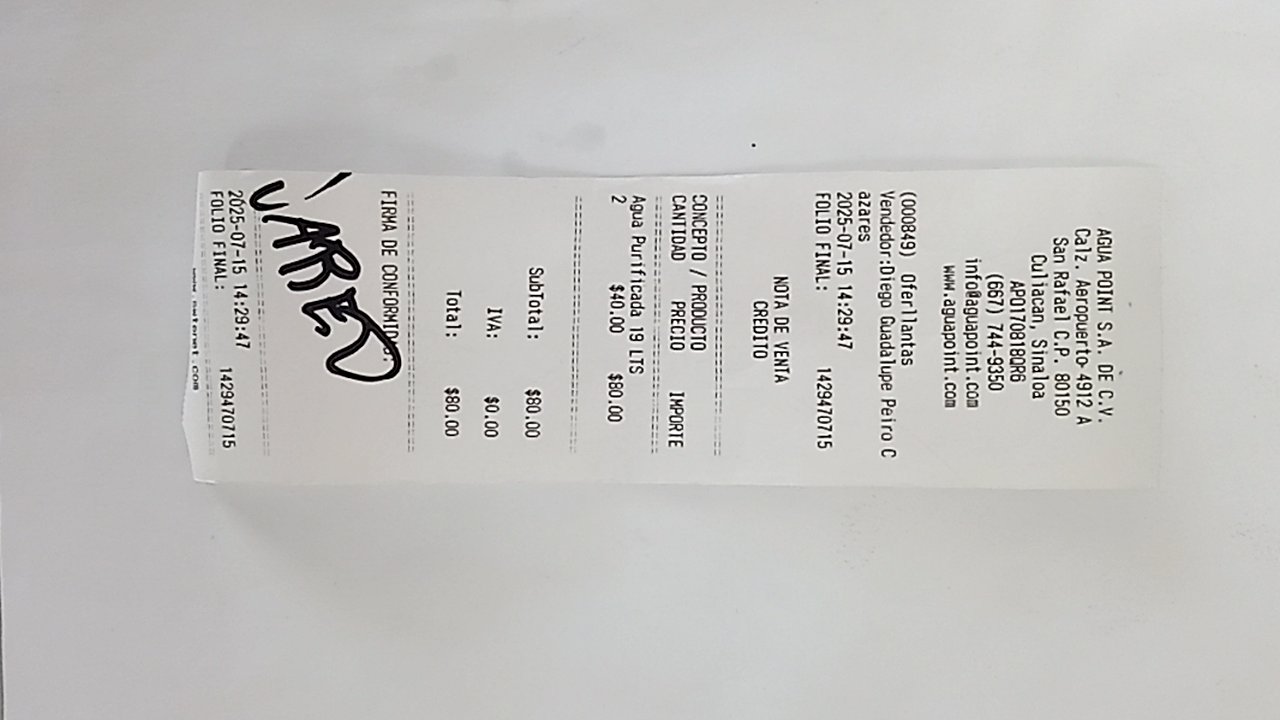 AGUA POINT S.A. DE C.V.
Calz. Aeropuerto 4912 A
San Rafael C.P. 80150
Culiacan, Sinaloa
APO170818QR6
(667) 744-9350
info@aguapoint.com
www.aguapoint.com
(000849) Oferllantas
Vendedor:Diego Guadalupe Peiro C
azares
2025-07-15 14:29:47
FOLIO FINAL: 1429470715
NOTA DE VENTA
CREDITO
CONCEPTO / PRODUCTO
CANTIDAD PRECIO IMPORTE
Agua Purificada 19 LTS
2 $40.00 $80.00
SubTotal: $80.00
IVA: $0.00
Total: $80.00
FIRMA DE CONFORMIDAD:
2025-07-15 14:29:47
FOLIO FINAL: 1429470715